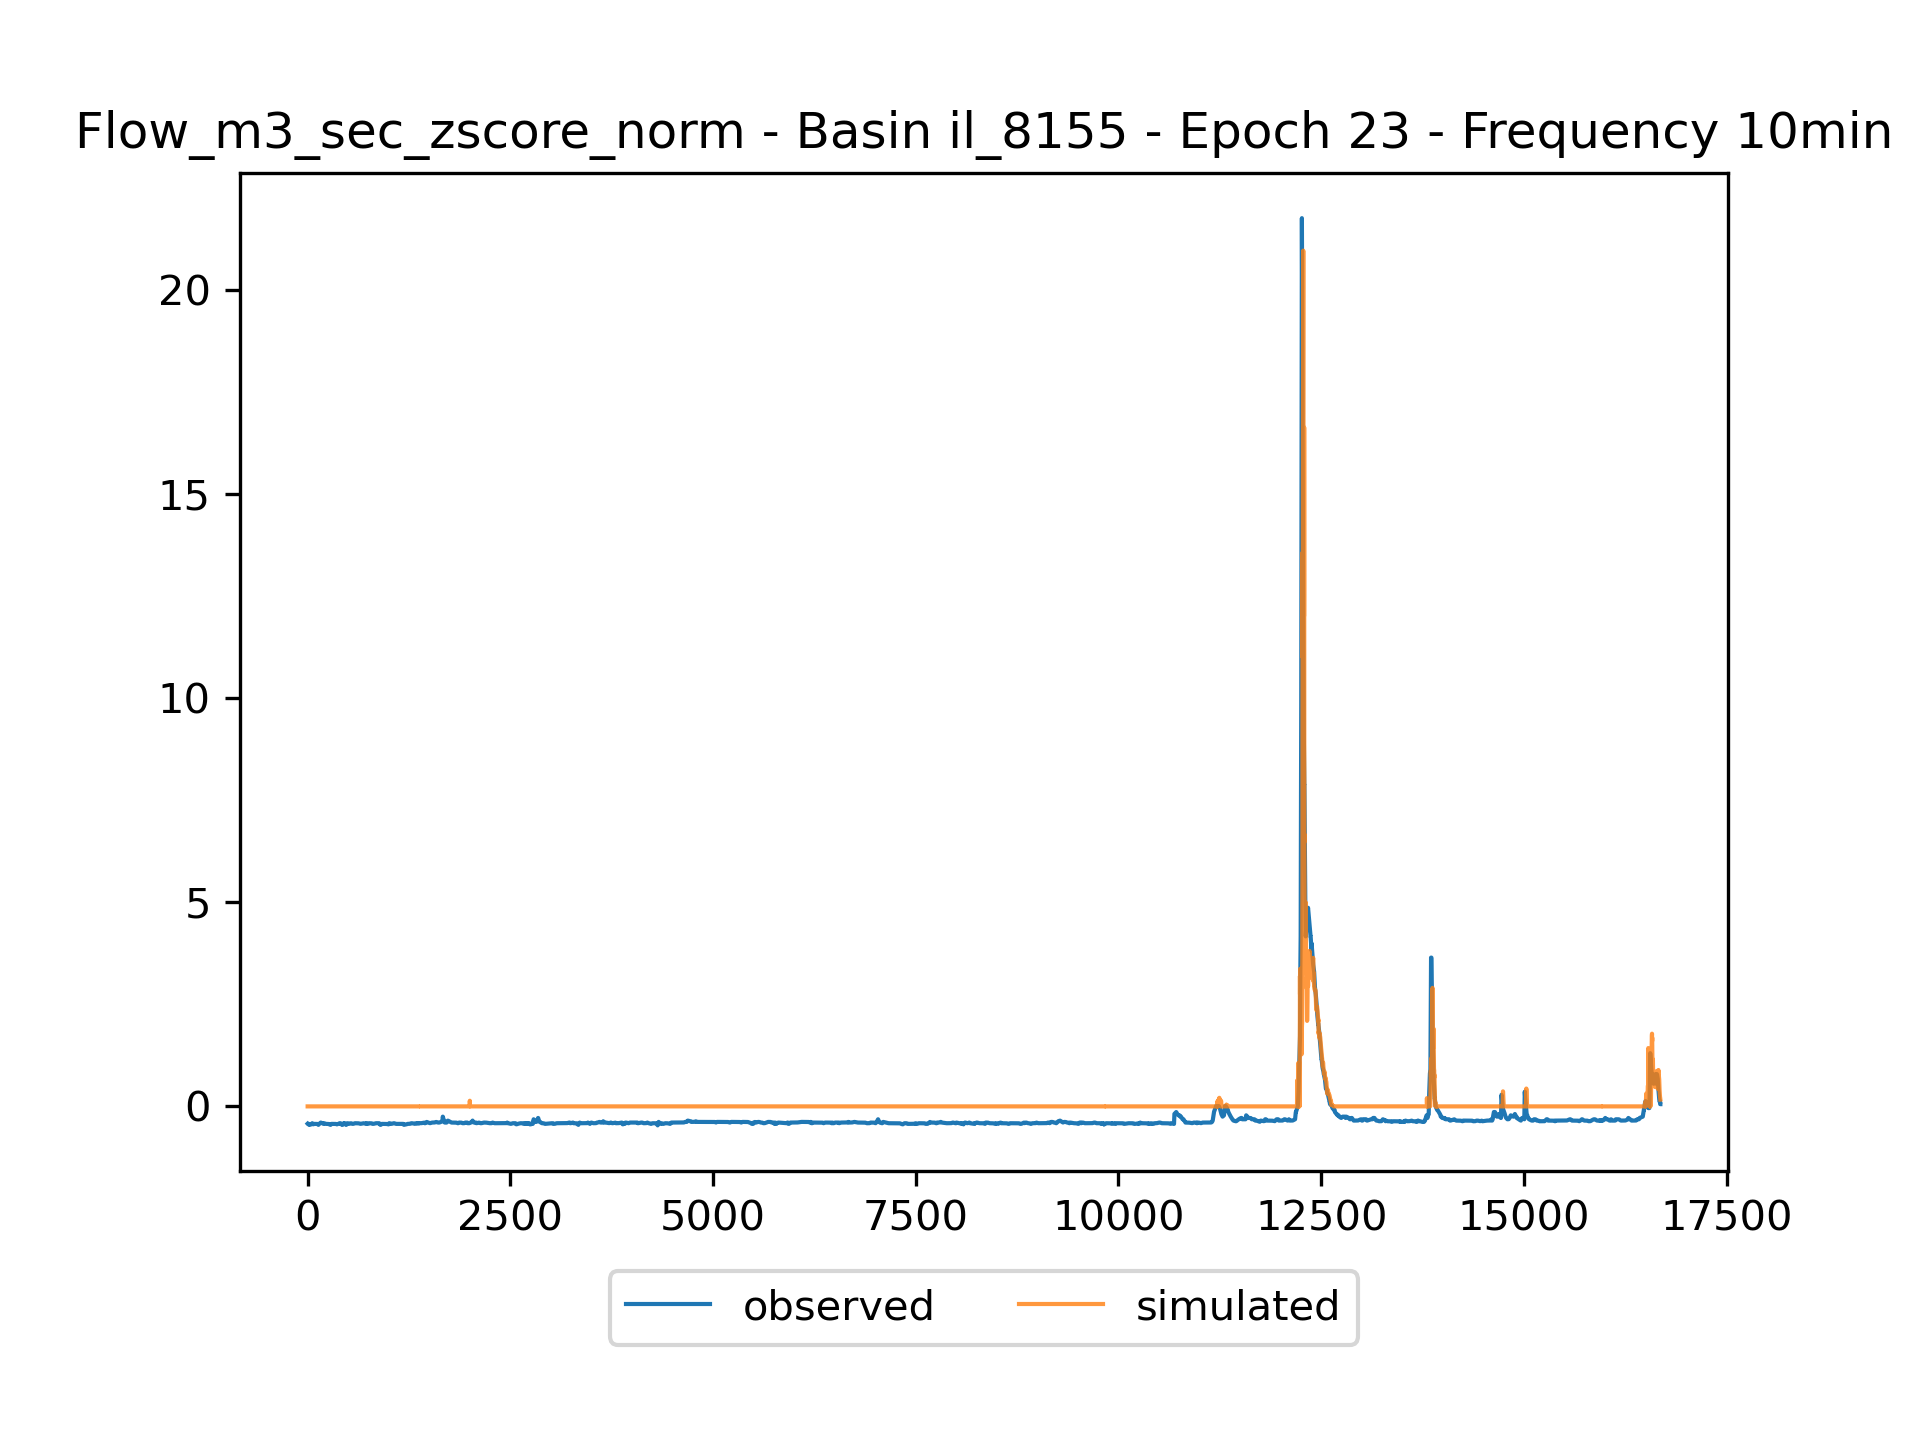 Flow_m3_sec_zscore_norm - Basin il_8155 - Epoch 23 - Frequency 10min
20
15
10
5
0
0 2500 5000 7500 10000 12500 15000 17500
observed simulated